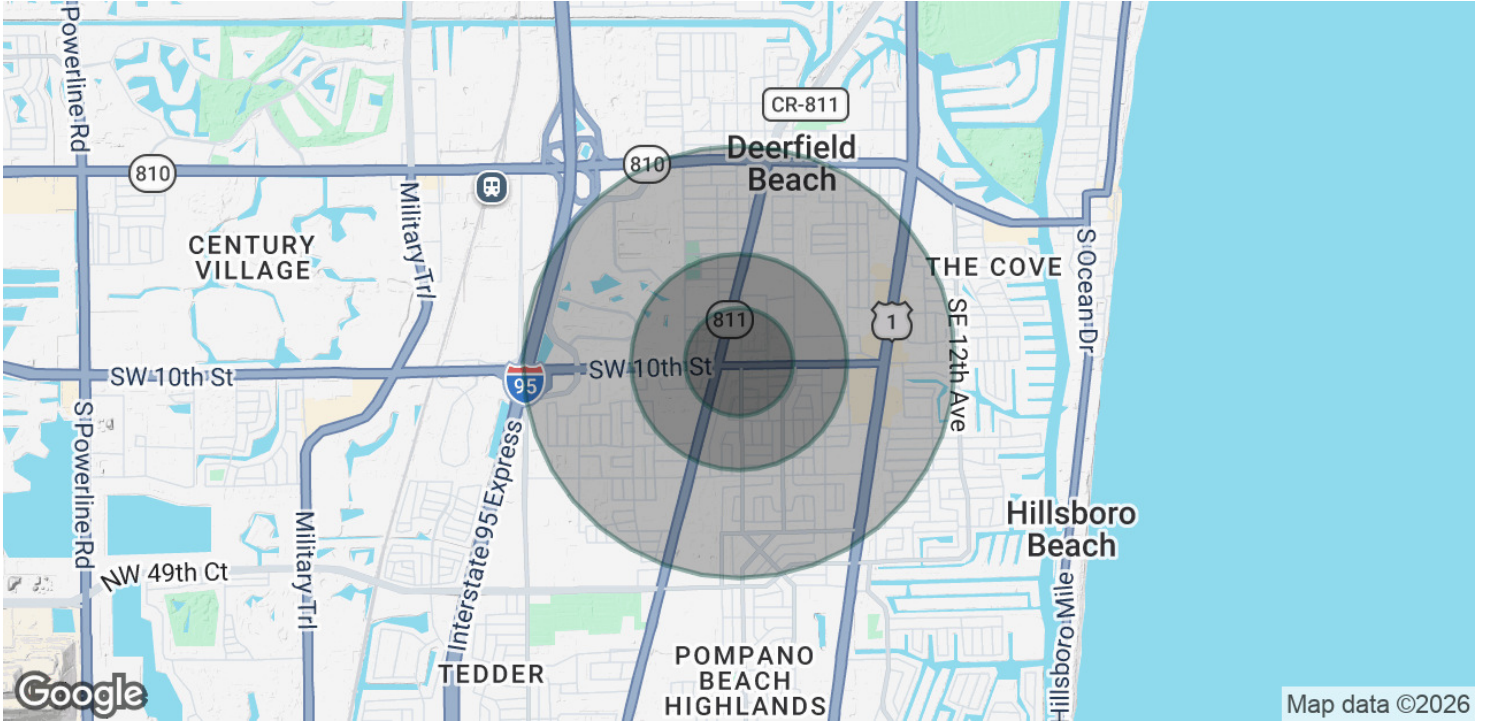 S Powerline Rd
CR-811
Deerfield
Beach
810
810
Military Trl
CENTURY
VILLAGE
THE COVE
S Ocean Dr
811
1
SE 12th Ave
SW 10th St
SW 10th St
95
S Powerline Rd
Interstate 95 Express
Hillsboro
Beach
Military Trl
NW 49th Ct
Hillsboro Mile
TEDDER
POMPANO
BEACH
HIGHLANDS
Google
Map data ©2026